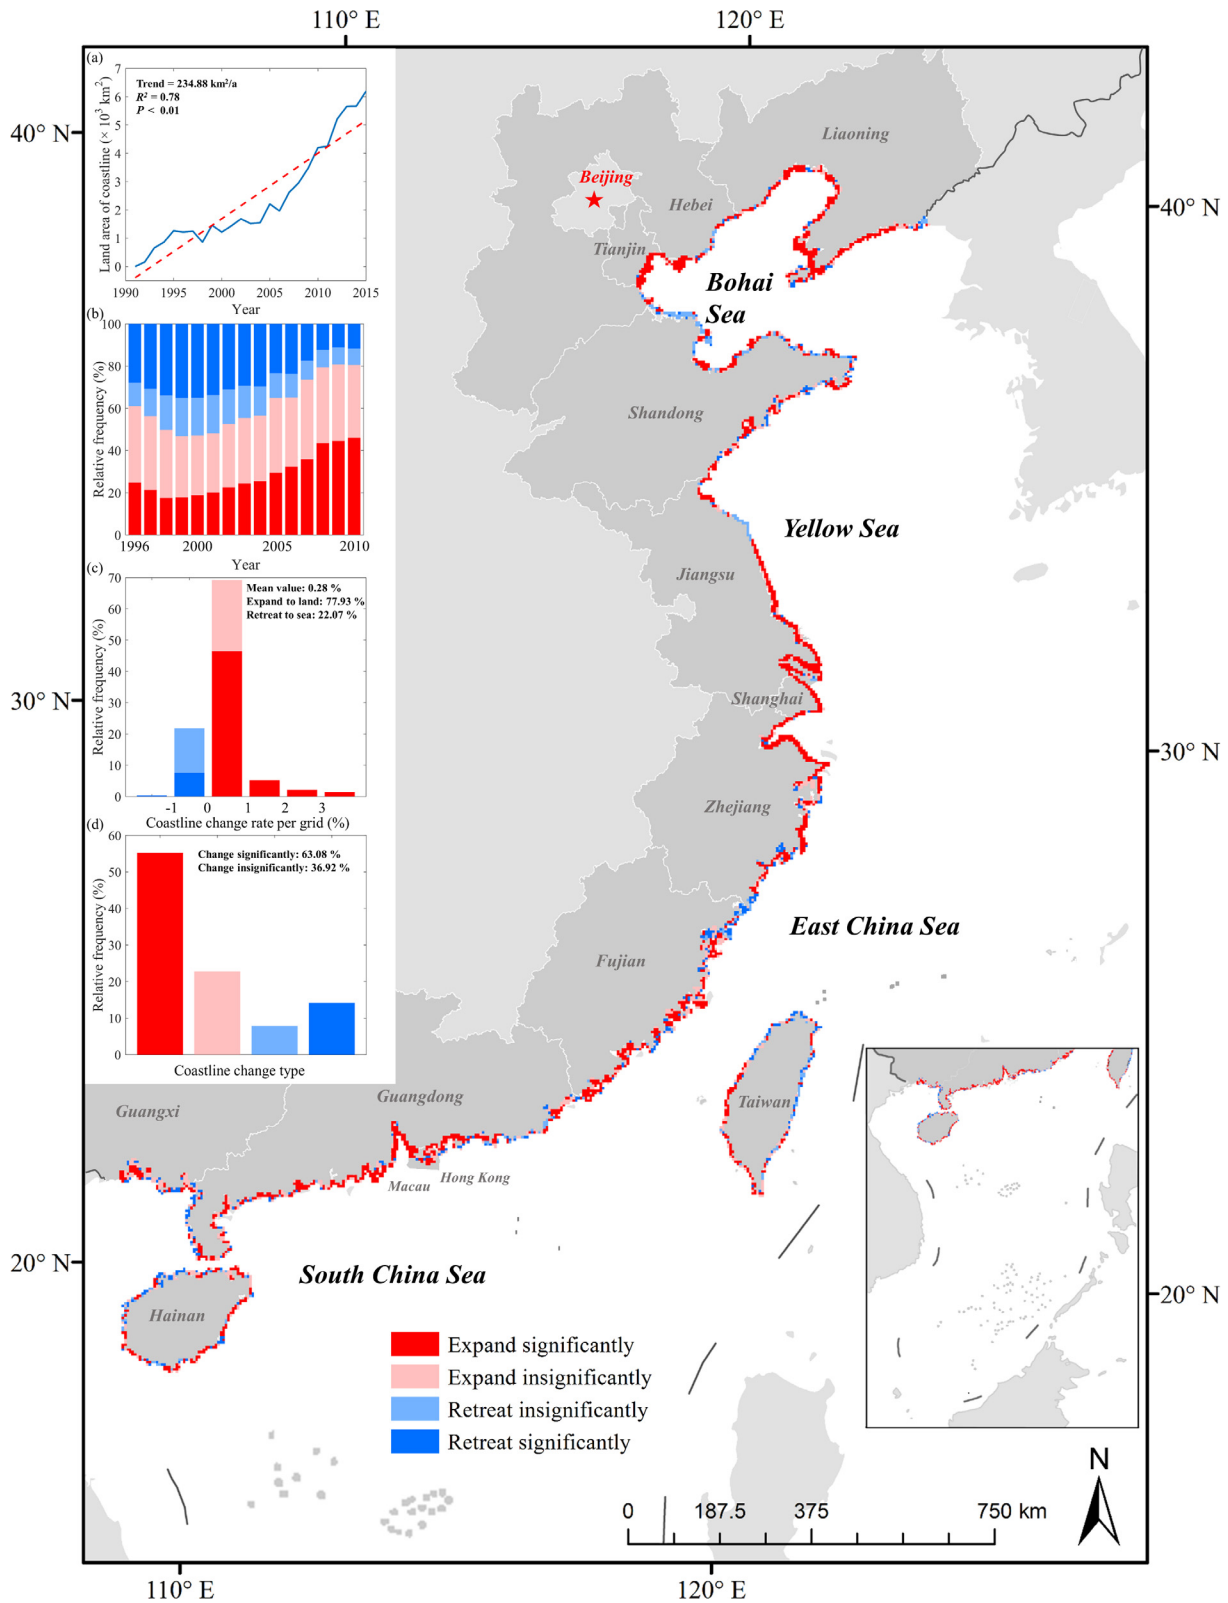 110° E
120° E
40° N
30° N
20° N
40° N
30° N
20° N
110° E
120° E
(a)
Land area of coastline (× 10³ km²)
7
6
5
4
3
2
1
0
Trend = 234.88 km²/a
R² = 0.78
P < 0.01
1990
1995
2000
2005
2010
2015
Year
(b)
Relative frequency (%)
100
80
60
40
20
0
1996
2000
2005
2010
Year
(c)
Relative frequency (%)
70
60
50
40
30
20
10
0
Mean value: 0.28 %
Expand to land: 77.93 %
Retreat to sea: 22.07 %
-1
0
1
2
3
Coastline change rate per grid (%)
(d)
Relative frequency (%)
60
50
40
30
20
10
0
Change significantly: 63.08 %
Change insignificantly: 36.92 %
Coastline change type
Liaoning
Beijing
Hebei
Tianjin
Bohai
Sea
Shandong
Yellow Sea
Jiangsu
Shanghai
Zhejiang
East China Sea
Fujian
Taiwan
Guangdong
Guangxi
Hong Kong
Macau
South China Sea
Hainan
Expand significantly
Expand insignificantly
Retreat insignificantly
Retreat significantly
N
0
187.5
375
750 km